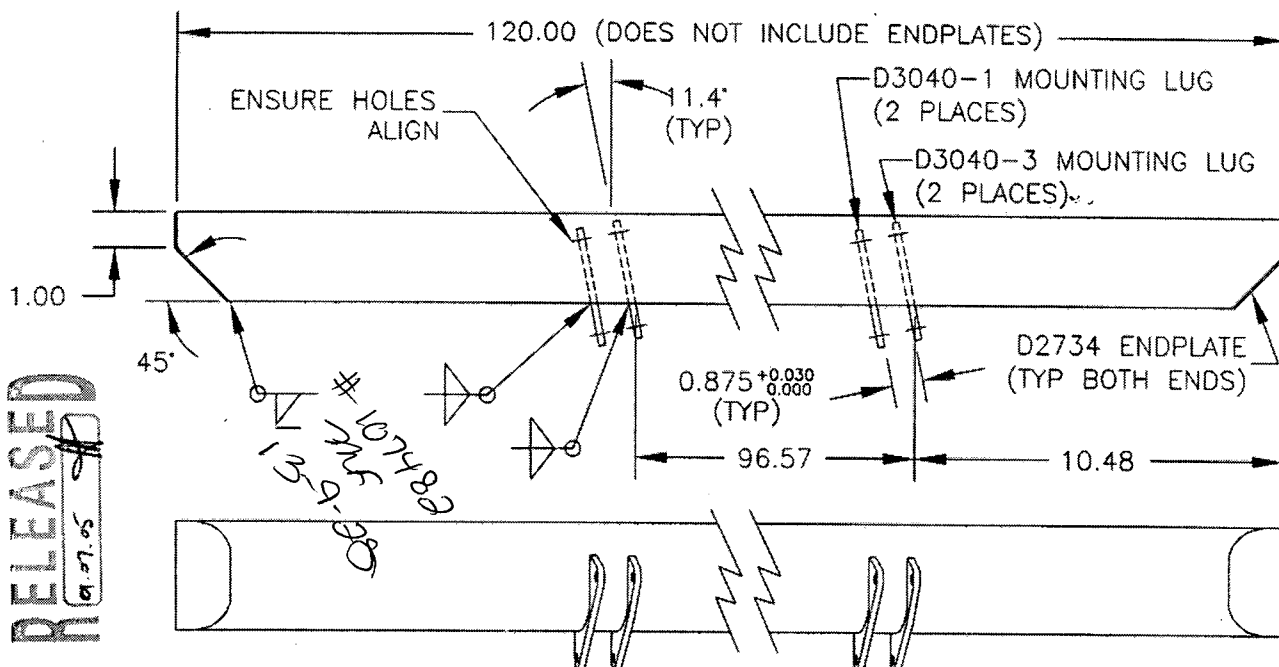 120.00 (DOES NOT INCLUDE ENDPLATES)
ENSURE HOLES
ALIGN
11.4°
(TYP)
D3040-1 MOUNTING LUG
(2 PLACES)
D3040-3 MOUNTING LUG
(2 PLACES)
1.00
45°
0.875 +0.030
0.000
(TYP)
D2734 ENDPLATE
(TYP BOTH ENDS)
96.57
10.48
RELEASED